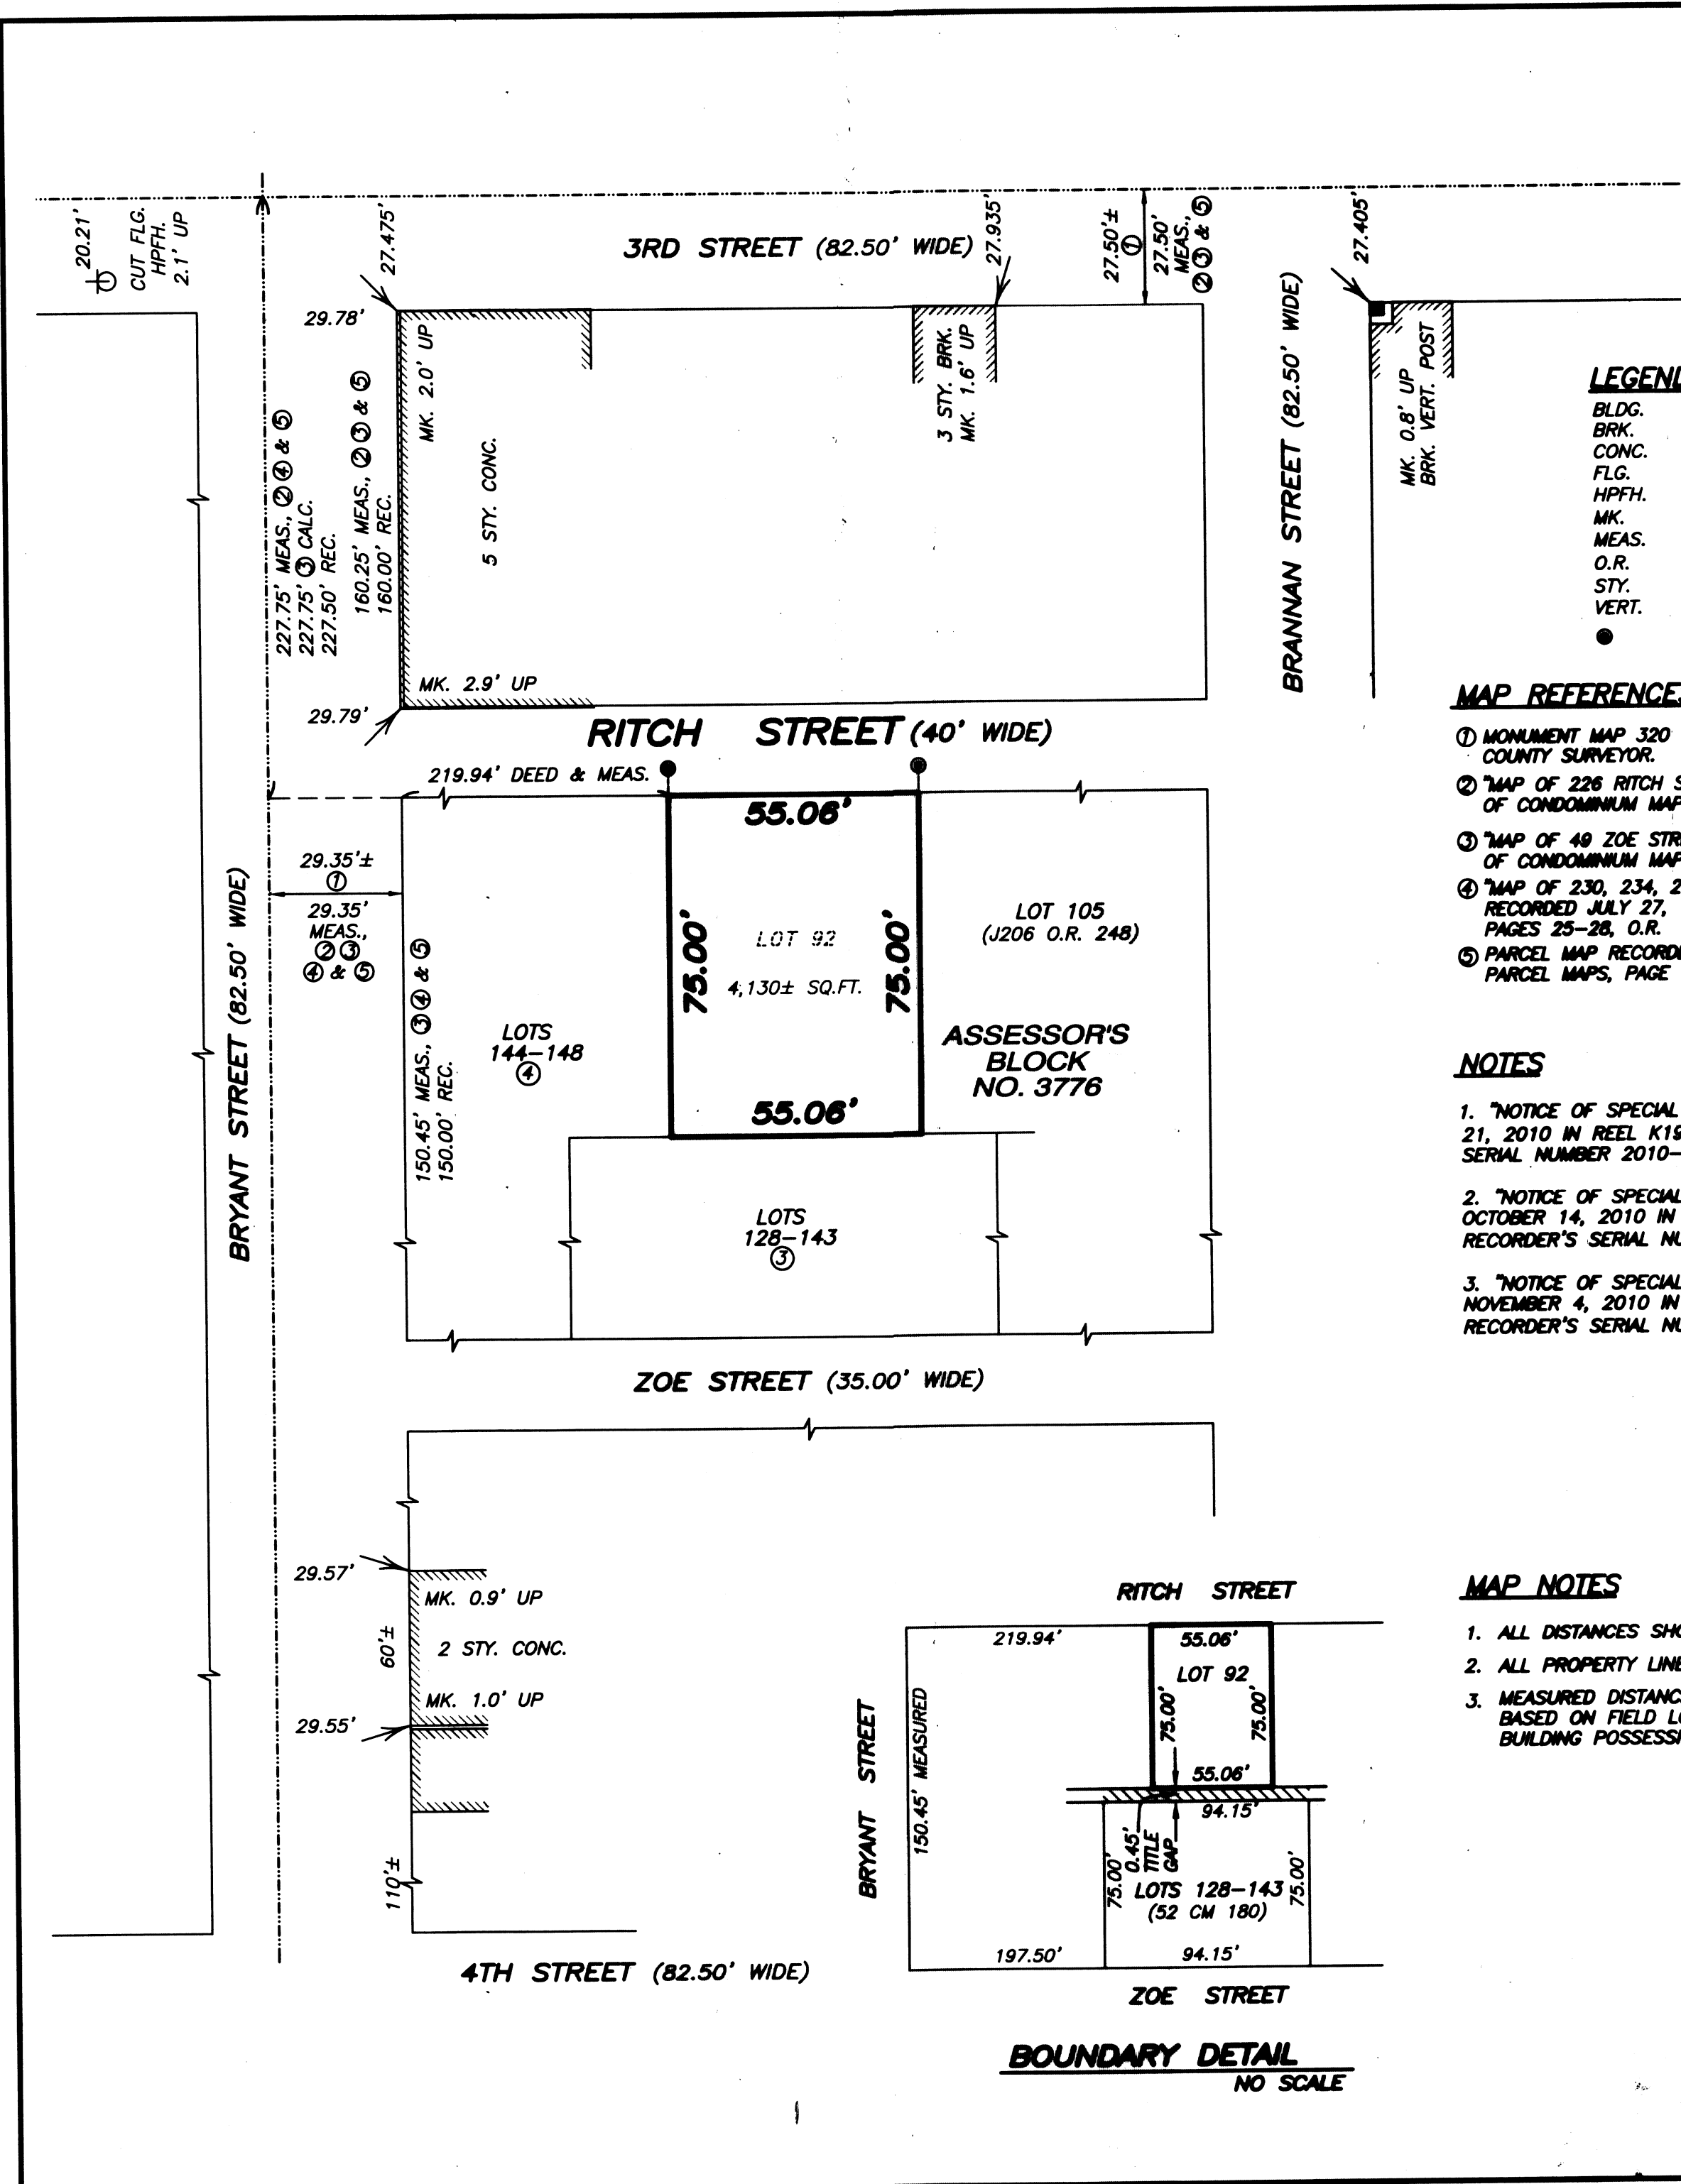 20.21'
CUT FLG.
HPFH.
2.1' UP
27.475'
3RD STREET (82.50' WIDE)
27.935'
27.50'±
①
27.50'
MEAS.,
②③ & ⑤
27.405'
29.78'
MK. 2.0' UP
5 STY. CONC.
3 STY. BRK.
MK. 1.6' UP
BRANNAN STREET (82.50' WIDE)
MK. 0.8' UP
BRK. VERT. POST
227.75' MEAS., ②④ & ⑤
227.75' ③ CALC.
227.50' REC.
160.25' MEAS., ②③ & ⑤
160.00' REC.
MK. 2.9' UP
29.79'
RITCH STREET (40' WIDE)
219.94' DEED & MEAS.
55.06'
29.35'±
①
29.35'
MEAS.,
②③
④ & ⑤
BRYANT STREET (82.50' WIDE)
150.45' MEAS., ③④ & ⑤
150.00' REC.
LOTS
144-148
④
75.00'
LOT 92
4,130± SQ.FT.
75.00'
55.06'
LOT 105
(J206 O.R. 248)
ASSESSOR'S
BLOCK
NO. 3776
LOTS
128-143
③
ZOE STREET (35.00' WIDE)
29.57'
MK. 0.9' UP
60'±
2 STY. CONC.
MK. 1.0' UP
29.55'
110'±
4TH STREET (82.50' WIDE)
RITCH STREET
219.94'
55.06'
LOT 92
75.00'
75.00'
55.06'
94.15'
BRYANT STREET
150.45' MEASURED
0.45'
TITLE
GAP
75.00'
LOTS 128-143
(52 CM 180)
75.00'
197.50'
94.15'
ZOE STREET
BOUNDARY DETAIL
NO SCALE
BLDG.
BRK.
CONC.
FLG.
HPFH.
MK.
MEAS.
O.R.
STY.
VERT.
MAP REFERENCES
① MONUMENT MAP 320
COUNTY SURVEYOR.
② "MAP OF 226 RITCH S
OF CONDOMINIUM MAP
③ "MAP OF 49 ZOE STR
OF CONDOMINIUM MAP
④ "MAP OF 230, 234, 2
RECORDED JULY 27,
PAGES 25-28, O.R.
⑤ PARCEL MAP RECORD
PARCEL MAPS, PAGE
NOTES
1. "NOTICE OF SPECIAL
21, 2010 IN REEL K19
SERIAL NUMBER 2010-
2. "NOTICE OF SPECIAL
OCTOBER 14, 2010 IN
RECORDER'S SERIAL NU
3. "NOTICE OF SPECIAL
NOVEMBER 4, 2010 IN
RECORDER'S SERIAL NU
MAP NOTES
1. ALL DISTANCES SHO
2. ALL PROPERTY LINE
3. MEASURED DISTANC
BASED ON FIELD LO
BUILDING POSSESSI